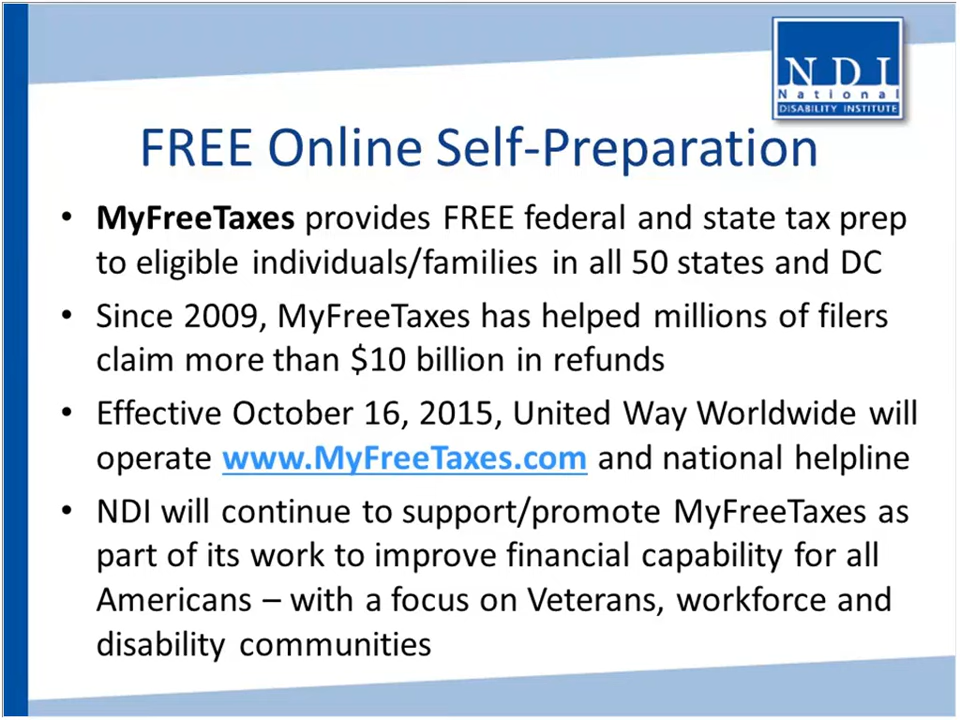 NDI
National
DISABILITY INSTITUTE
FREE Online Self-Preparation
• MyFreeTaxes provides FREE federal and state tax prep
to eligible individuals/families in all 50 states and DC
• Since 2009, MyFreeTaxes has helped millions of filers
claim more than $10 billion in refunds
• Effective October 16, 2015, United Way Worldwide will
operate www.MyFreeTaxes.com and national helpline
• NDI will continue to support/promote MyFreeTaxes as
part of its work to improve financial capability for all
Americans – with a focus on Veterans, workforce and
disability communities